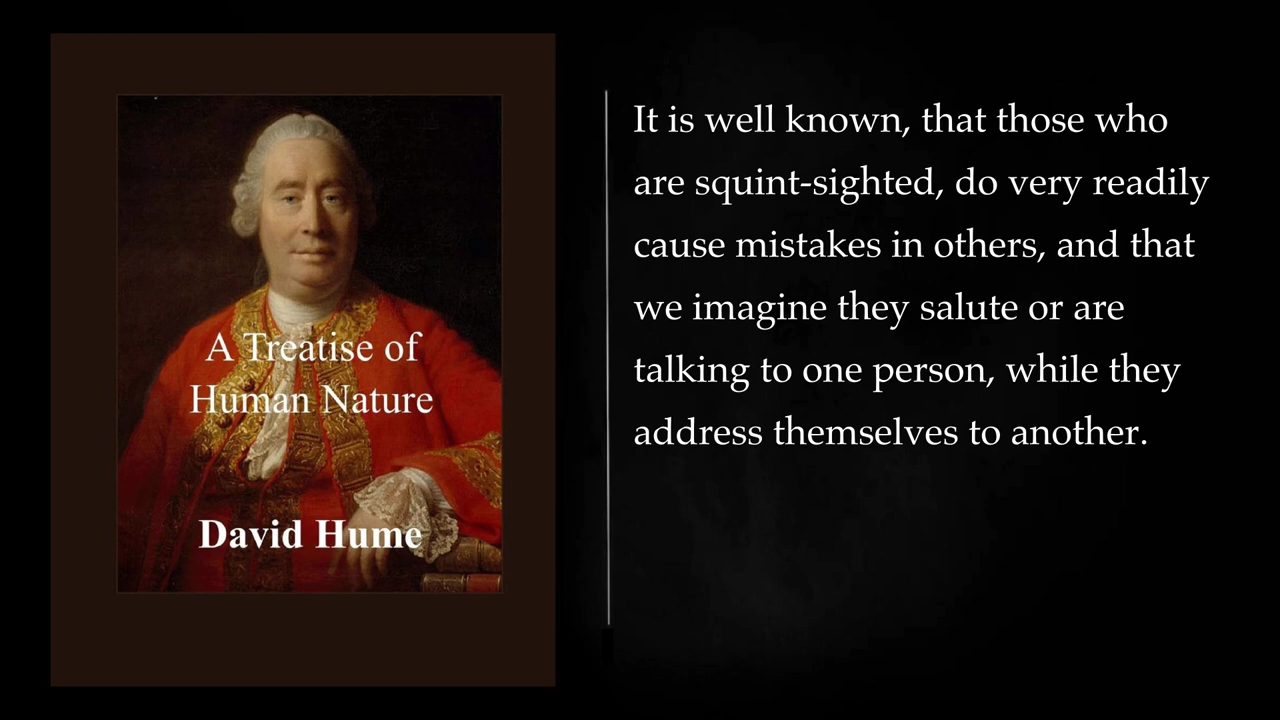 A Treatise of
Human Nature
David Hume
It is well known, that those who
are squint-sighted, do very readily
cause mistakes in others, and that
we imagine they salute or are
talking to one person, while they
address themselves to another.